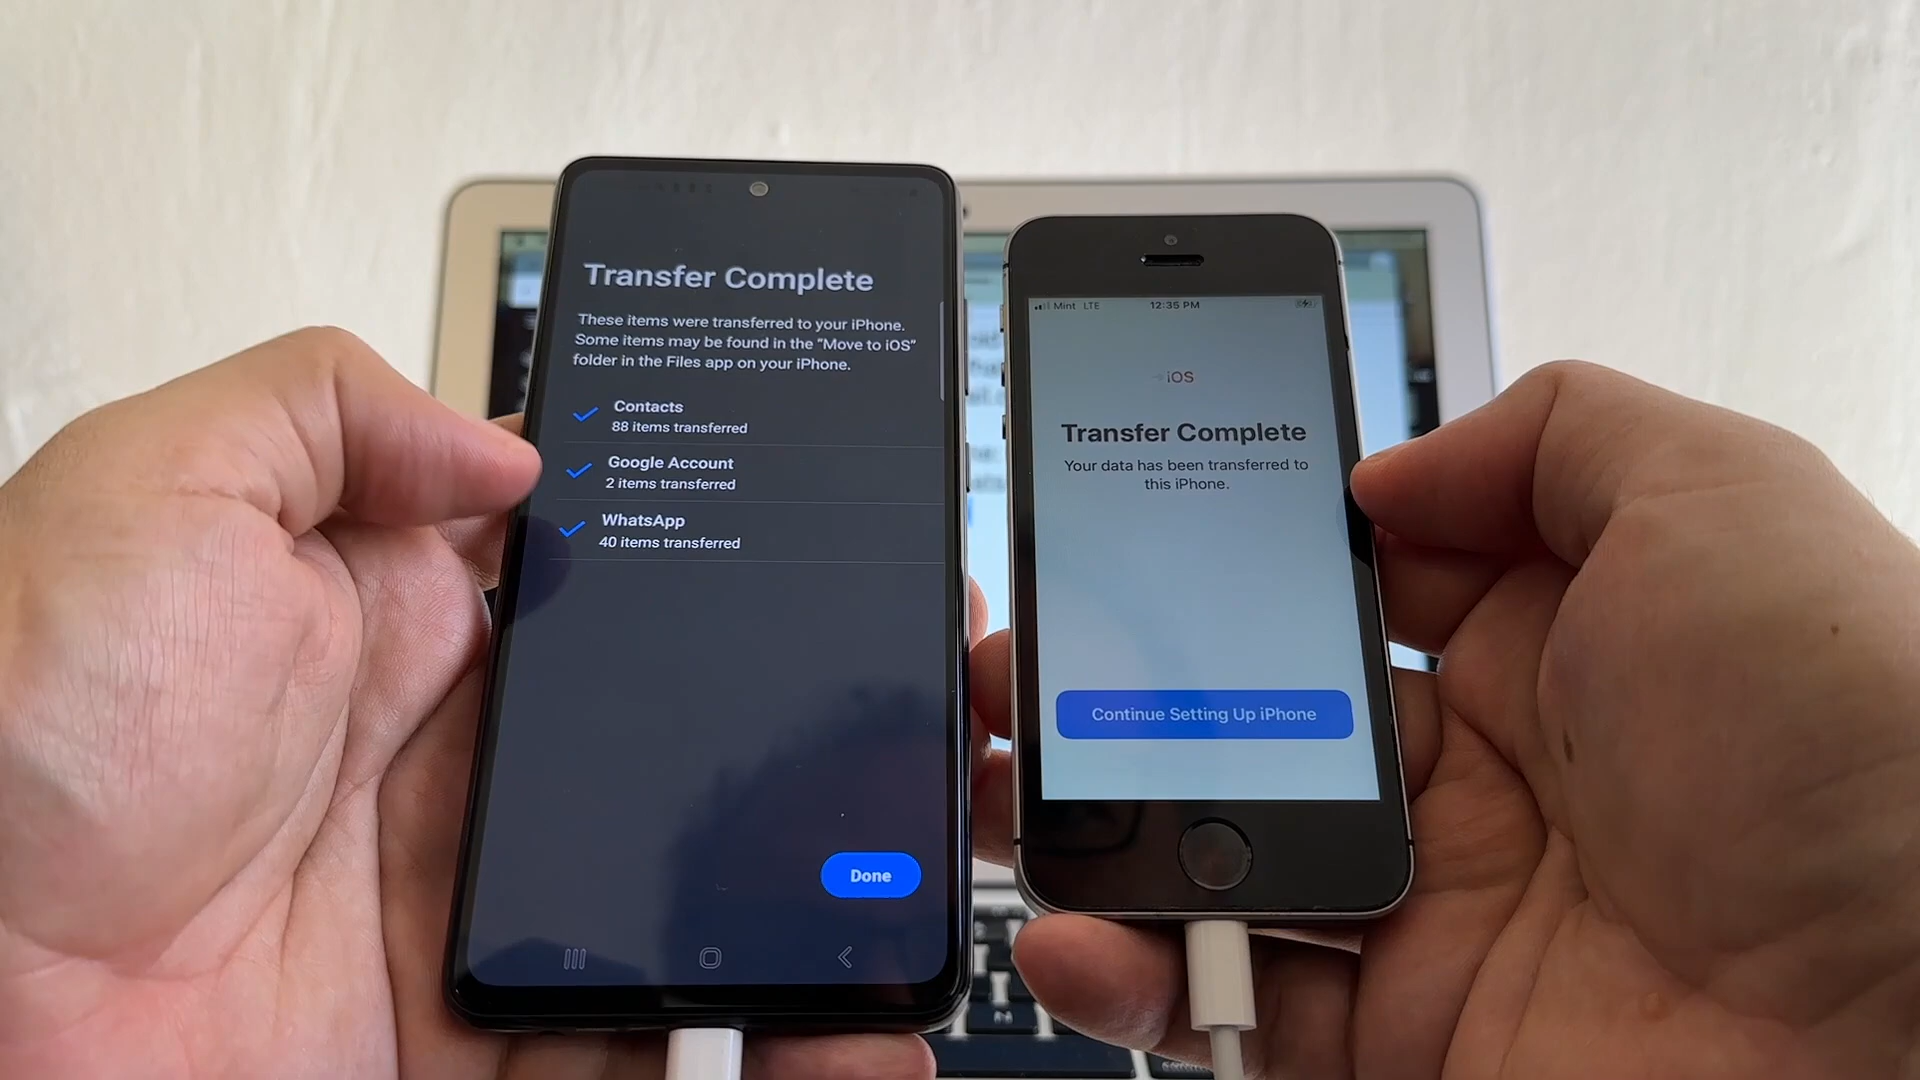 Transfer Complete
These items were transferred to your iPhone.
Some items may be found in the "Move to iOS"
folder in the Files app on your iPhone.
Contacts
88 items transferred
Google Account
2 items transferred
WhatsApp
40 items transferred
Done
Mint LTE 12:35 PM
iOS
Transfer Complete
Your data has been transferred to
this iPhone.
Continue Setting Up iPhone